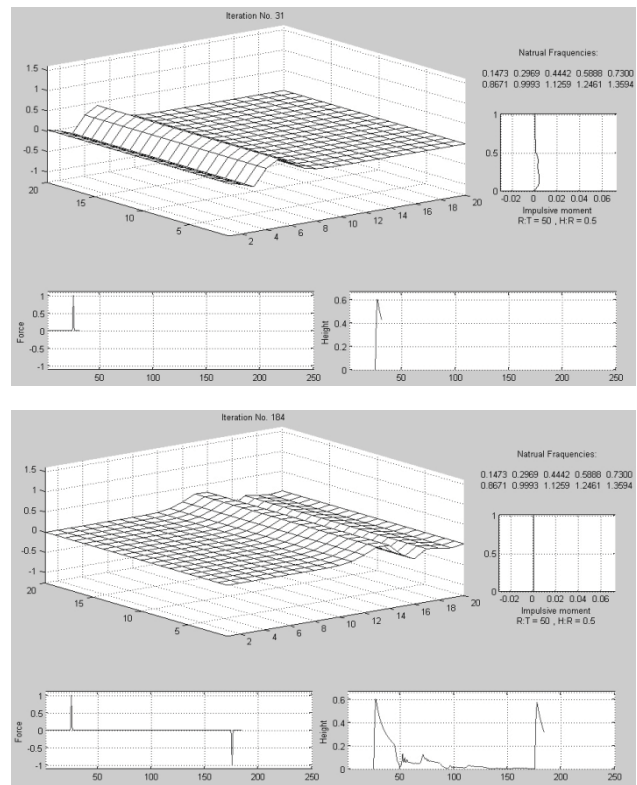 Iteration No. 31
Natrual Fraquencies:
0.1473 0.2969 0.4442 0.5888 0.7300
0.8671 0.9993 1.1259 1.2461 1.3594
1.5
1
0.5
0
-0.5
-1
20
15
10
5
2 4 6 8 10 12 14 16 18 20
1
0.5
0
-0.02 0 0.02 0.04 0.06
Impulsive moment
R:T = 50 , H:R = 0.5
Force
1
0.5
0
-0.5
-1
50 100 150 200 250
Height
0.6
0.4
0.2
0
50 100 150 200 250
Iteration No. 184
Natrual Fraquencies:
0.1473 0.2969 0.4442 0.5888 0.7300
0.8671 0.9993 1.1259 1.2461 1.3594
1.5
1
0.5
0
-0.5
-1
20
15
10
5
2 4 6 8 10 12 14 16 18 20
1
0.5
0
-0.02 0 0.02 0.04 0.06
Impulsive moment
R:T = 50 , H:R = 0.5
Force
1
0.5
0
-0.5
-1
50 100 150 200 250
Height
0.6
0.4
0.2
0
50 100 150 200 250